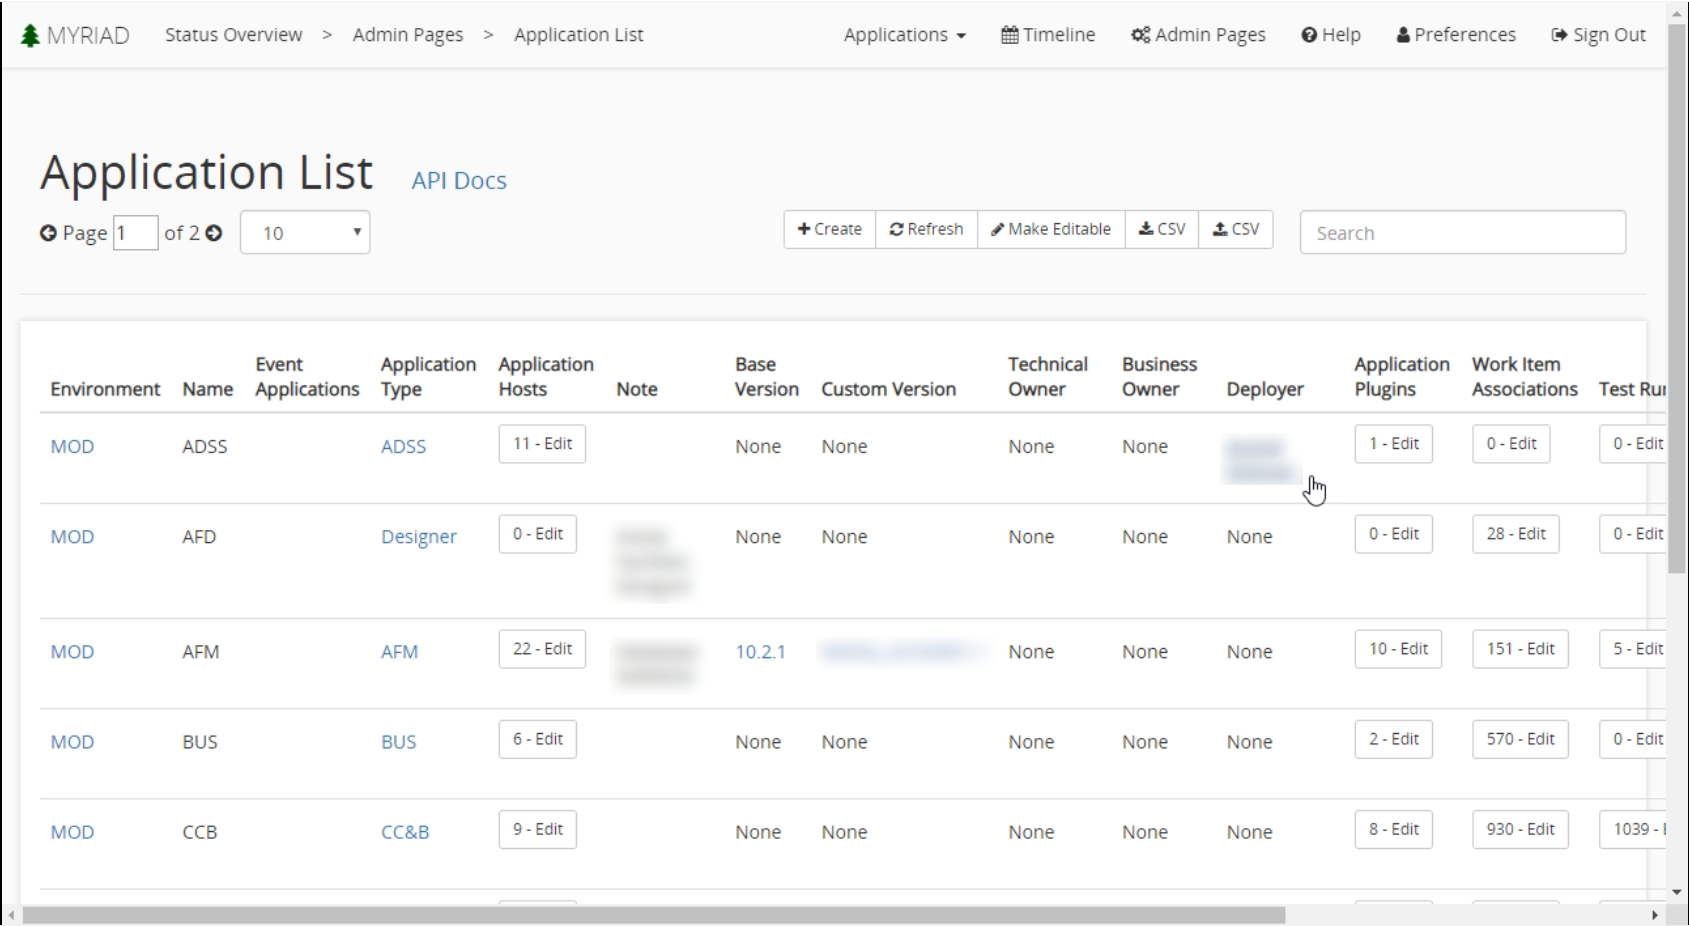 MYRIAD Status Overview > Admin Pages > Application List Applications Timeline Admin Pages Help Preferences Sign Out
Application List API Docs
Page 1 of 2 10 Create Refresh Make Editable CSV CSV Search
Environment Name Event Applications Application Type Application Hosts Note Base Version Custom Version Technical Owner Business Owner Deployer Application Plugins Work Item Associations Test Ru
MOD ADSS ADSS 11 - Edit None None None None 1 - Edit 0 - Edit 0 - Edit
MOD AFD Designer 0 - Edit None None None None None 0 - Edit 28 - Edit 0 - Edit
MOD AFM AFM 22 - Edit 10.2.1 None None None 10 - Edit 151 - Edit 5 - Edit
MOD BUS BUS 6 - Edit None None None None None 2 - Edit 570 - Edit 0 - Edit
MOD CCB CC&B 9 - Edit None None None None None 8 - Edit 930 - Edit 1039 - E